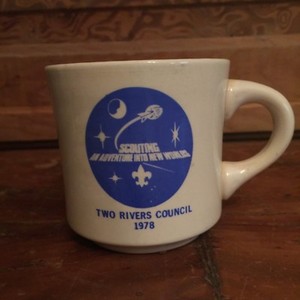 SCOUTING
AN ADVENTURE INTO NEW WORLDS
TWO RIVERS COUNCIL
1978